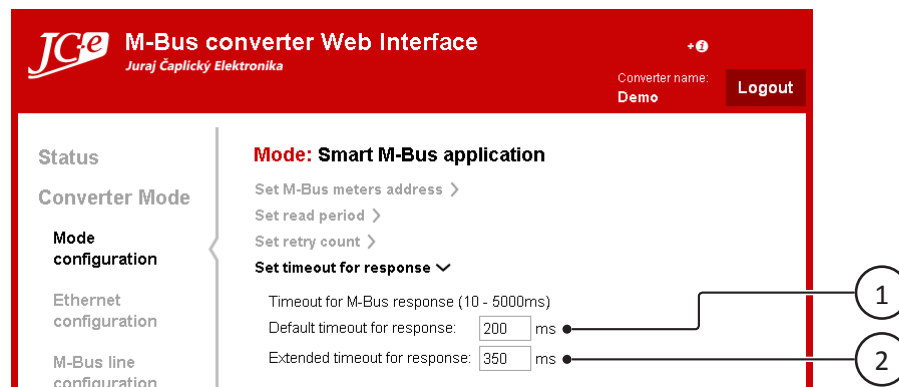 JC-e M-Bus converter Web Interface
Juraj Čaplický Elektronika
+i
Converter name:
Demo
Logout
Status
Converter Mode
Mode
configuration
Ethernet
configuration
M-Bus line
configuration
Mode: Smart M-Bus application
Set M-Bus meters address >
Set read period >
Set retry count >
Set timeout for response
Timeout for M-Bus response (10 - 5000ms)
Default timeout for response: 200 ms
1
Extended timeout for response: 350 ms
2